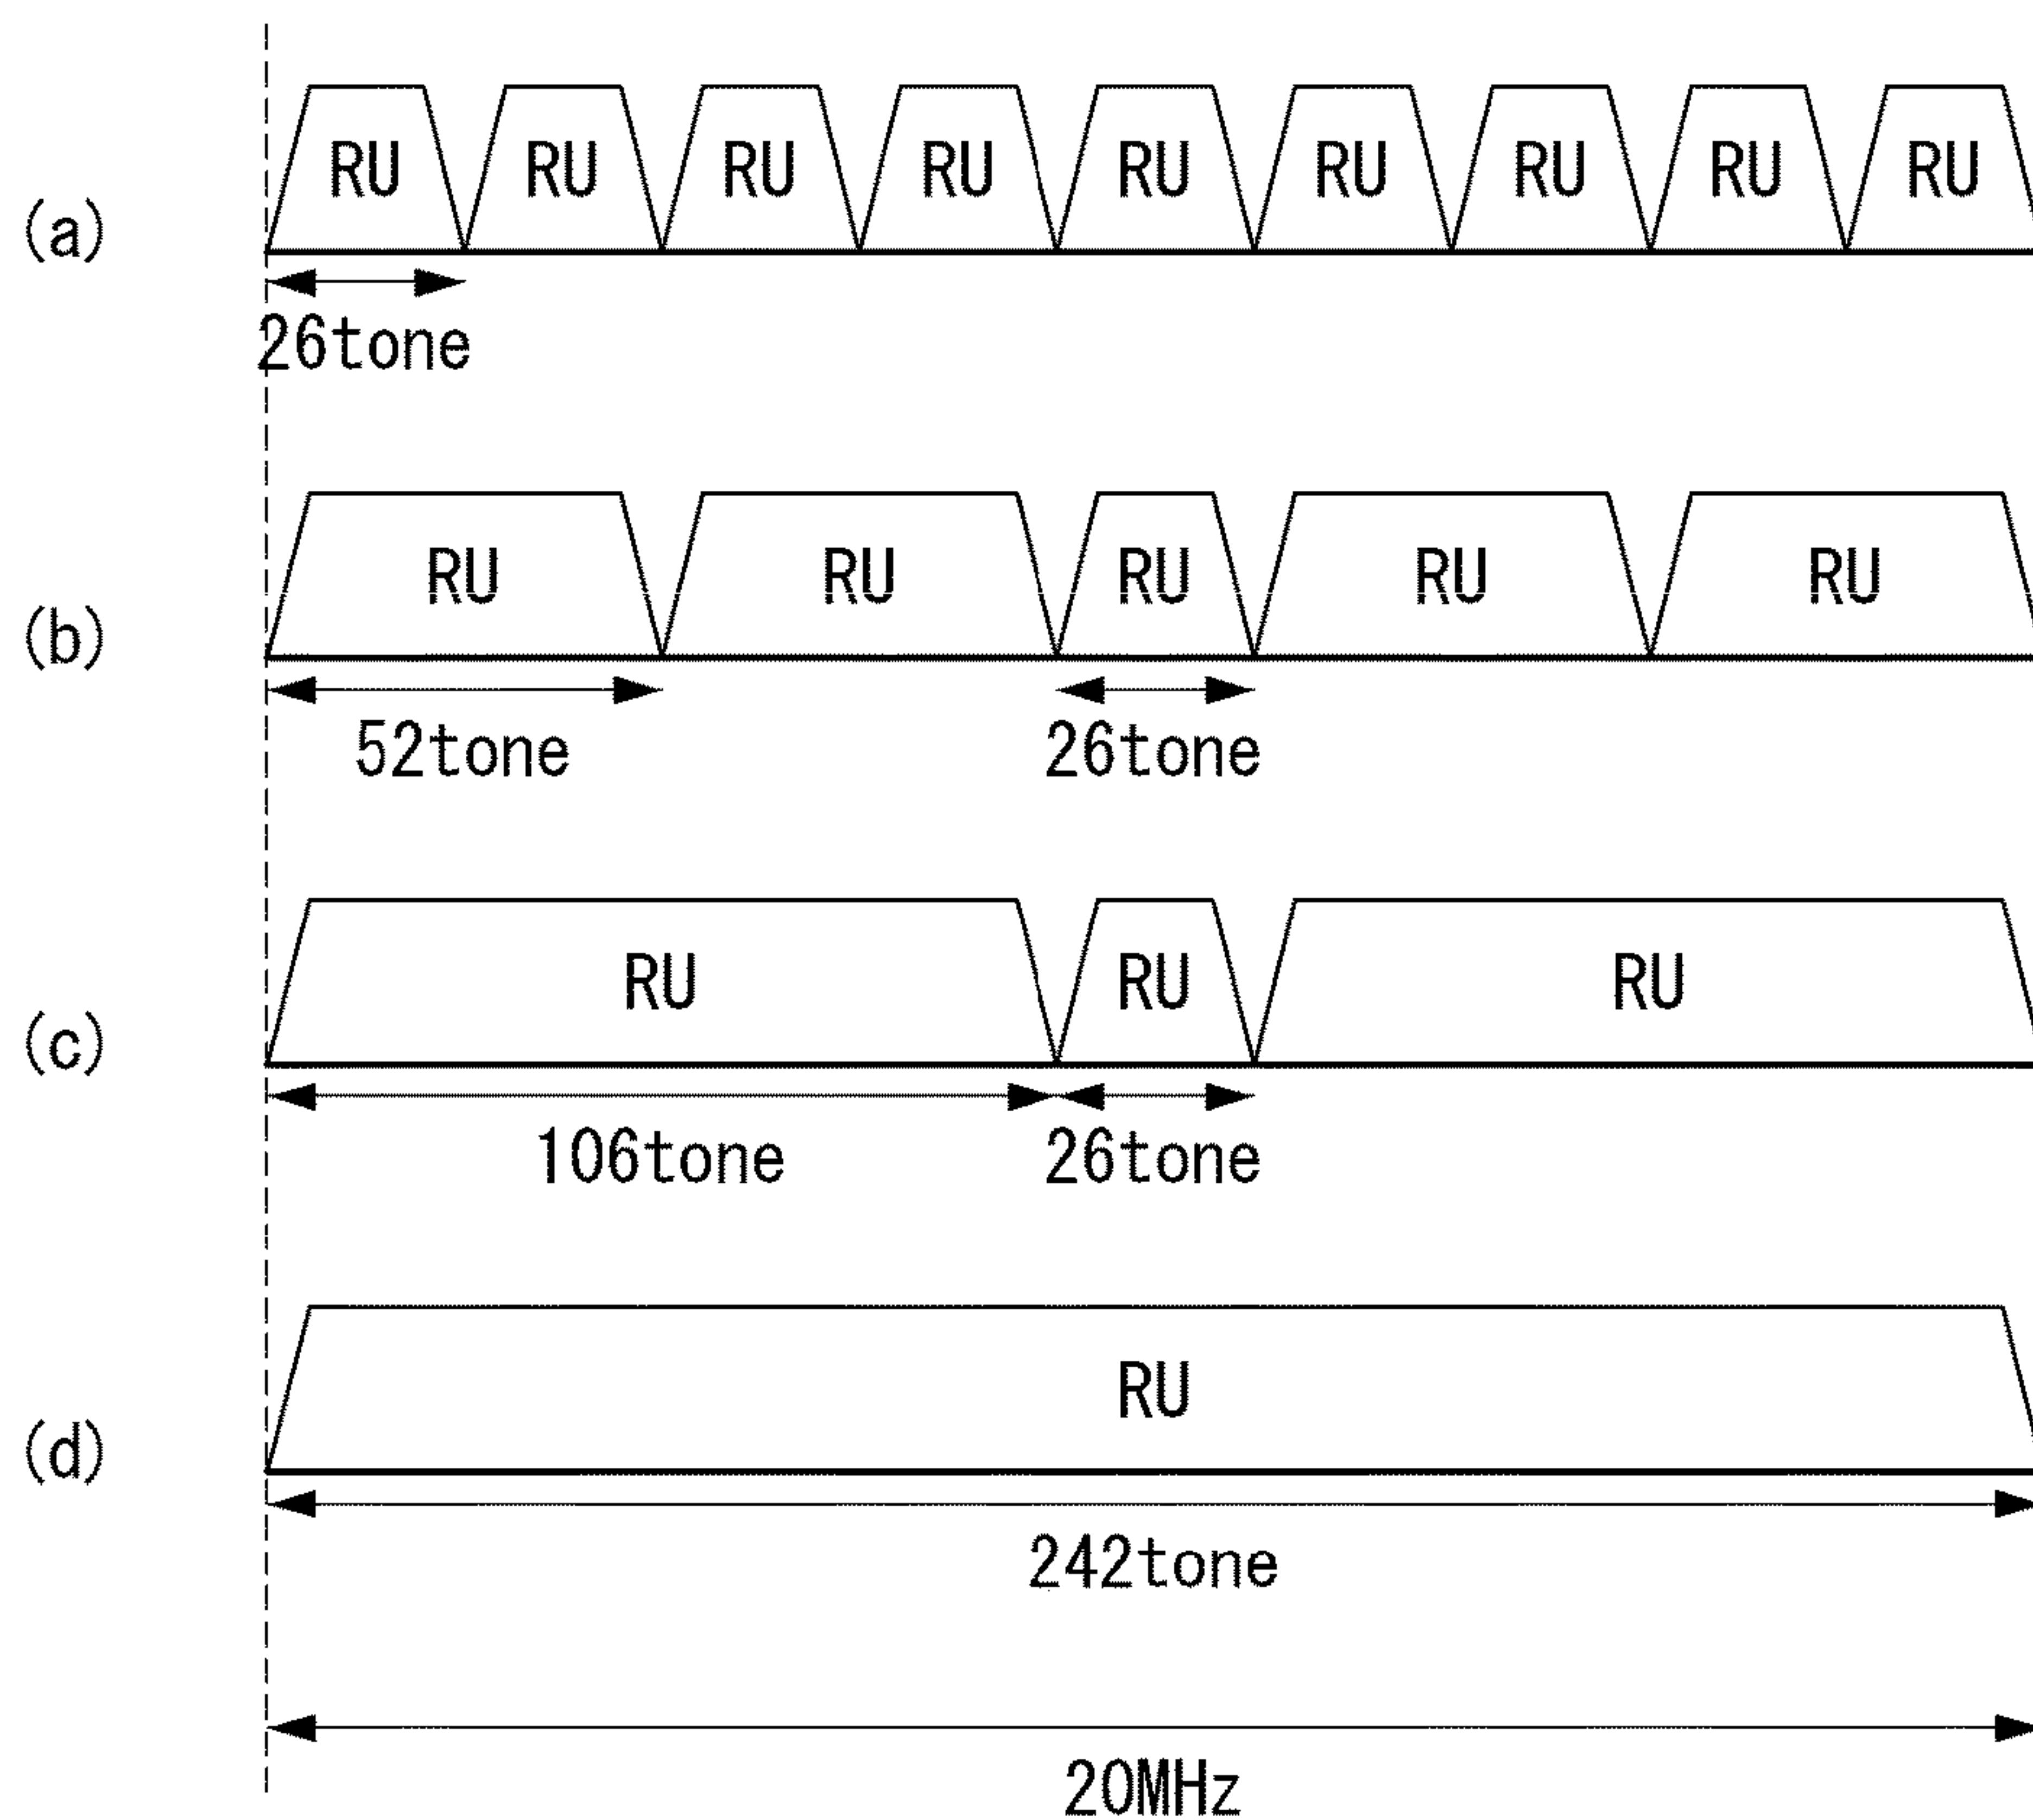 RU RU RU RU RU RU RU RU RU
(a)
26tone
RU RU RU RU RU
(b)
52tone 26tone
RU RU RU
(c)
106tone 26tone
RU
(d)
242tone
20MHz